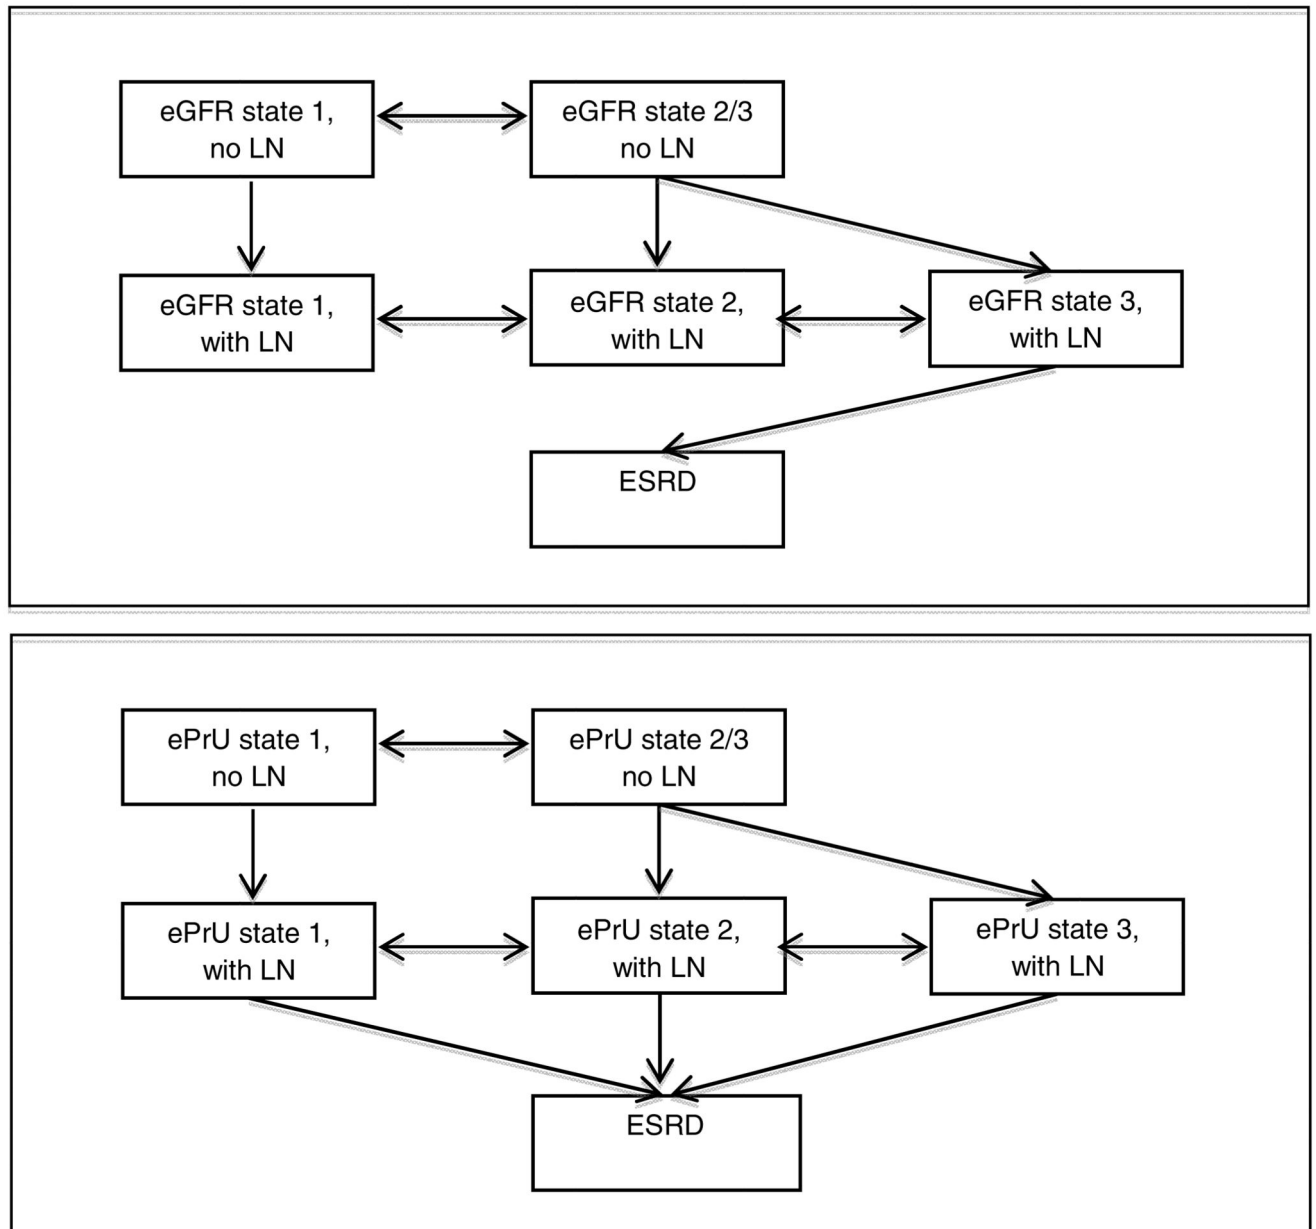 eGFR state 1,
no LN
eGFR state 2/3
no LN
eGFR state 1,
with LN
eGFR state 2,
with LN
eGFR state 3,
with LN
ESRD
ePrU state 1,
no LN
ePrU state 2/3
no LN
ePrU state 1,
with LN
ePrU state 2,
with LN
ePrU state 3,
with LN
ESRD